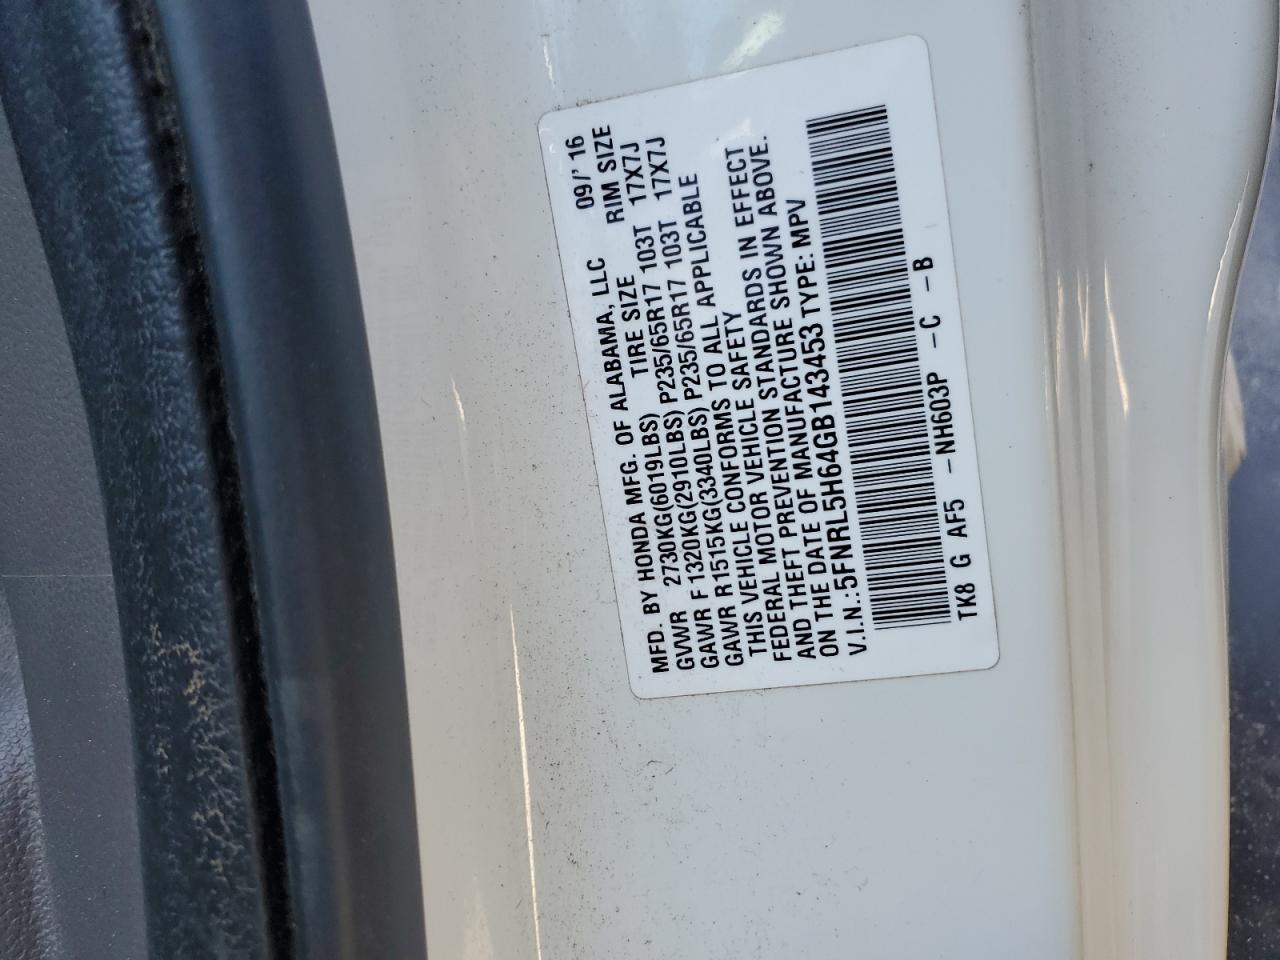 MFD. BY HONDA MFG. OF ALABAMA, LLC 09/' 16
GVWR 2730KG(6019LBS) TIRE SIZE RIM SIZE
GAWR F 1320KG(2910LBS) P235/65R17 103T 17X7J
GAWR R 1515KG(3340LBS) P235/65R17 103T 17X7J
THIS VEHICLE CONFORMS TO ALL APPLICABLE
FEDERAL MOTOR VEHICLE SAFETY
AND THEFT PREVENTION STANDARDS IN EFFECT
ON THE DATE OF MANUFACTURE SHOWN ABOVE.
V.I.N.:5FNRL5H64GB143453 TYPE: MPV
TK8 G AF5 -NH603P -C -B